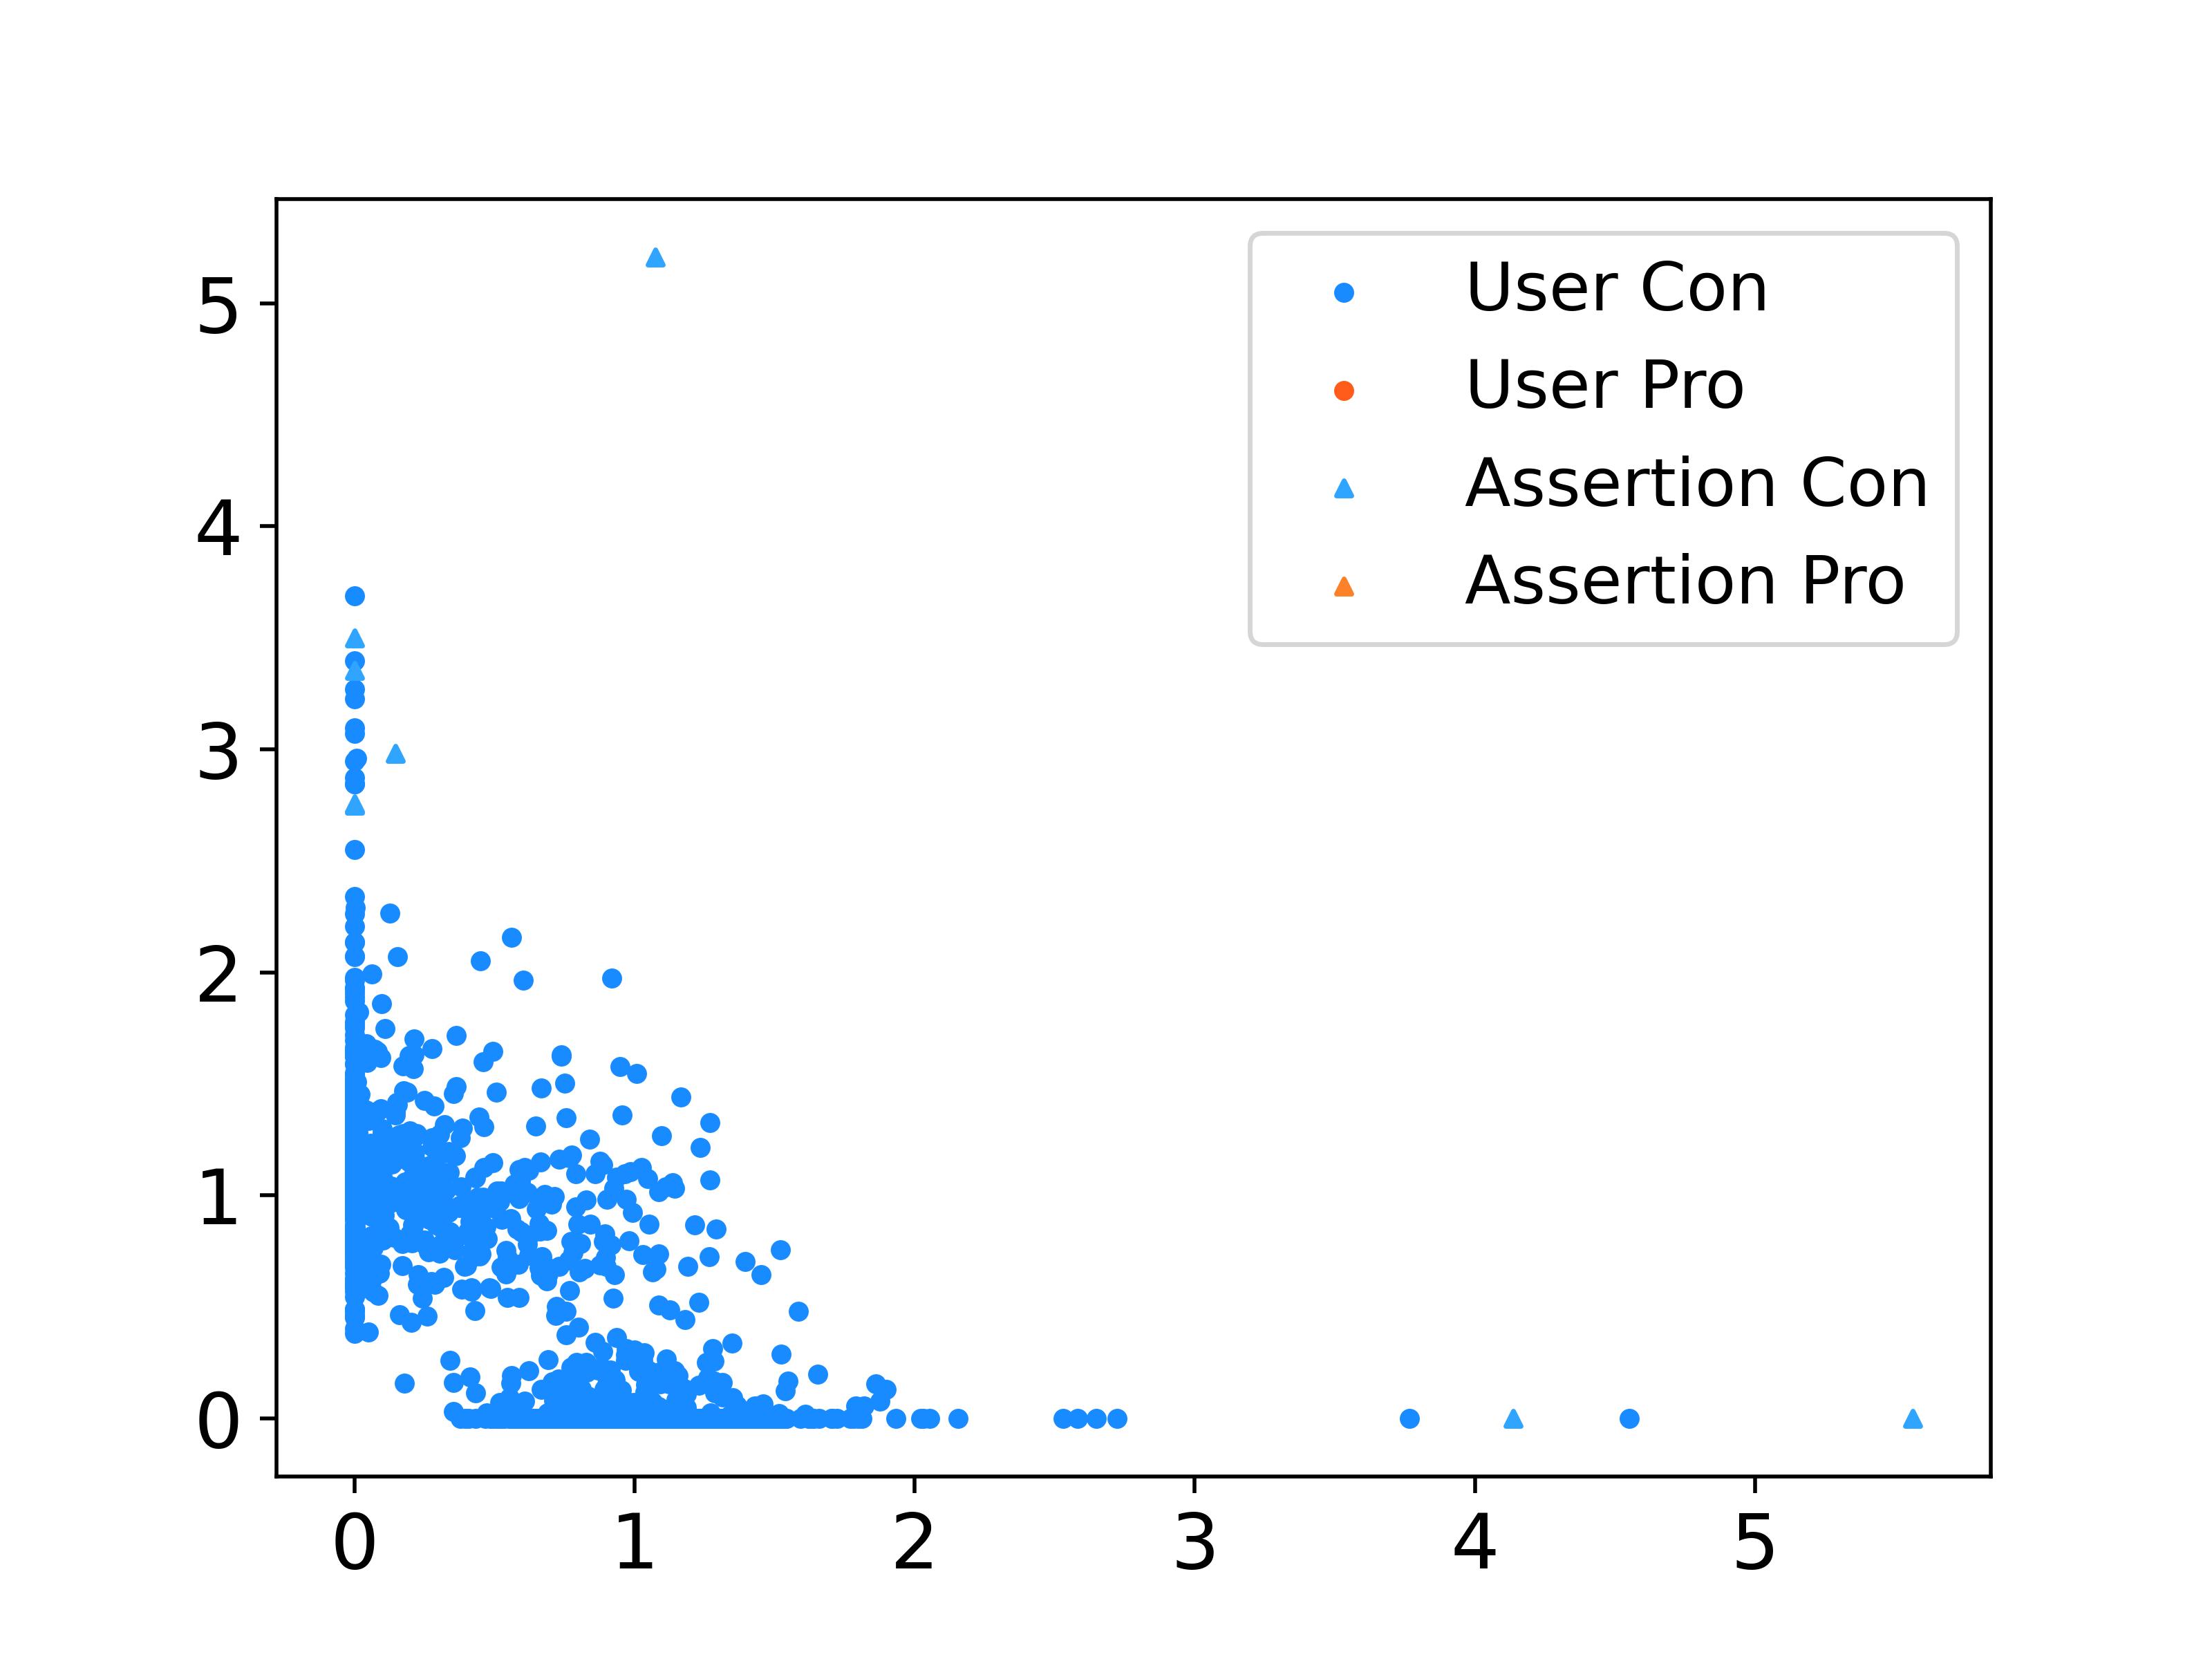 User Con
User Pro
Assertion Con
Assertion Pro
5
4
3
2
1
0
0 1 2 3 4 5